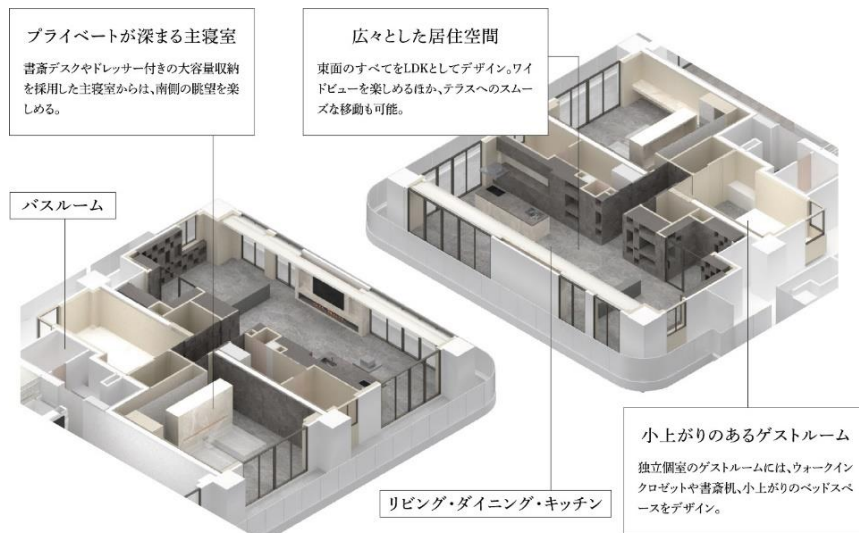 プライベートが深まる主寝室
書斎デスクやドレッサー付きの大容量収納
を採用した主寝室からは、南側の眺望を楽
しめる。
広々とした居住空間
東面のすべてをLDKとしてデザイン。ワイ
ドビューを楽しめるほか、テラスへのスムー
ズな移動も可能。
バスルーム
リビング・ダイニング・キッチン
小上がりのあるゲストルーム
独立個室のゲストルームには、ウォークイン
クロゼットや書斎机、小上がりのベッドスペ
ースをデザイン。